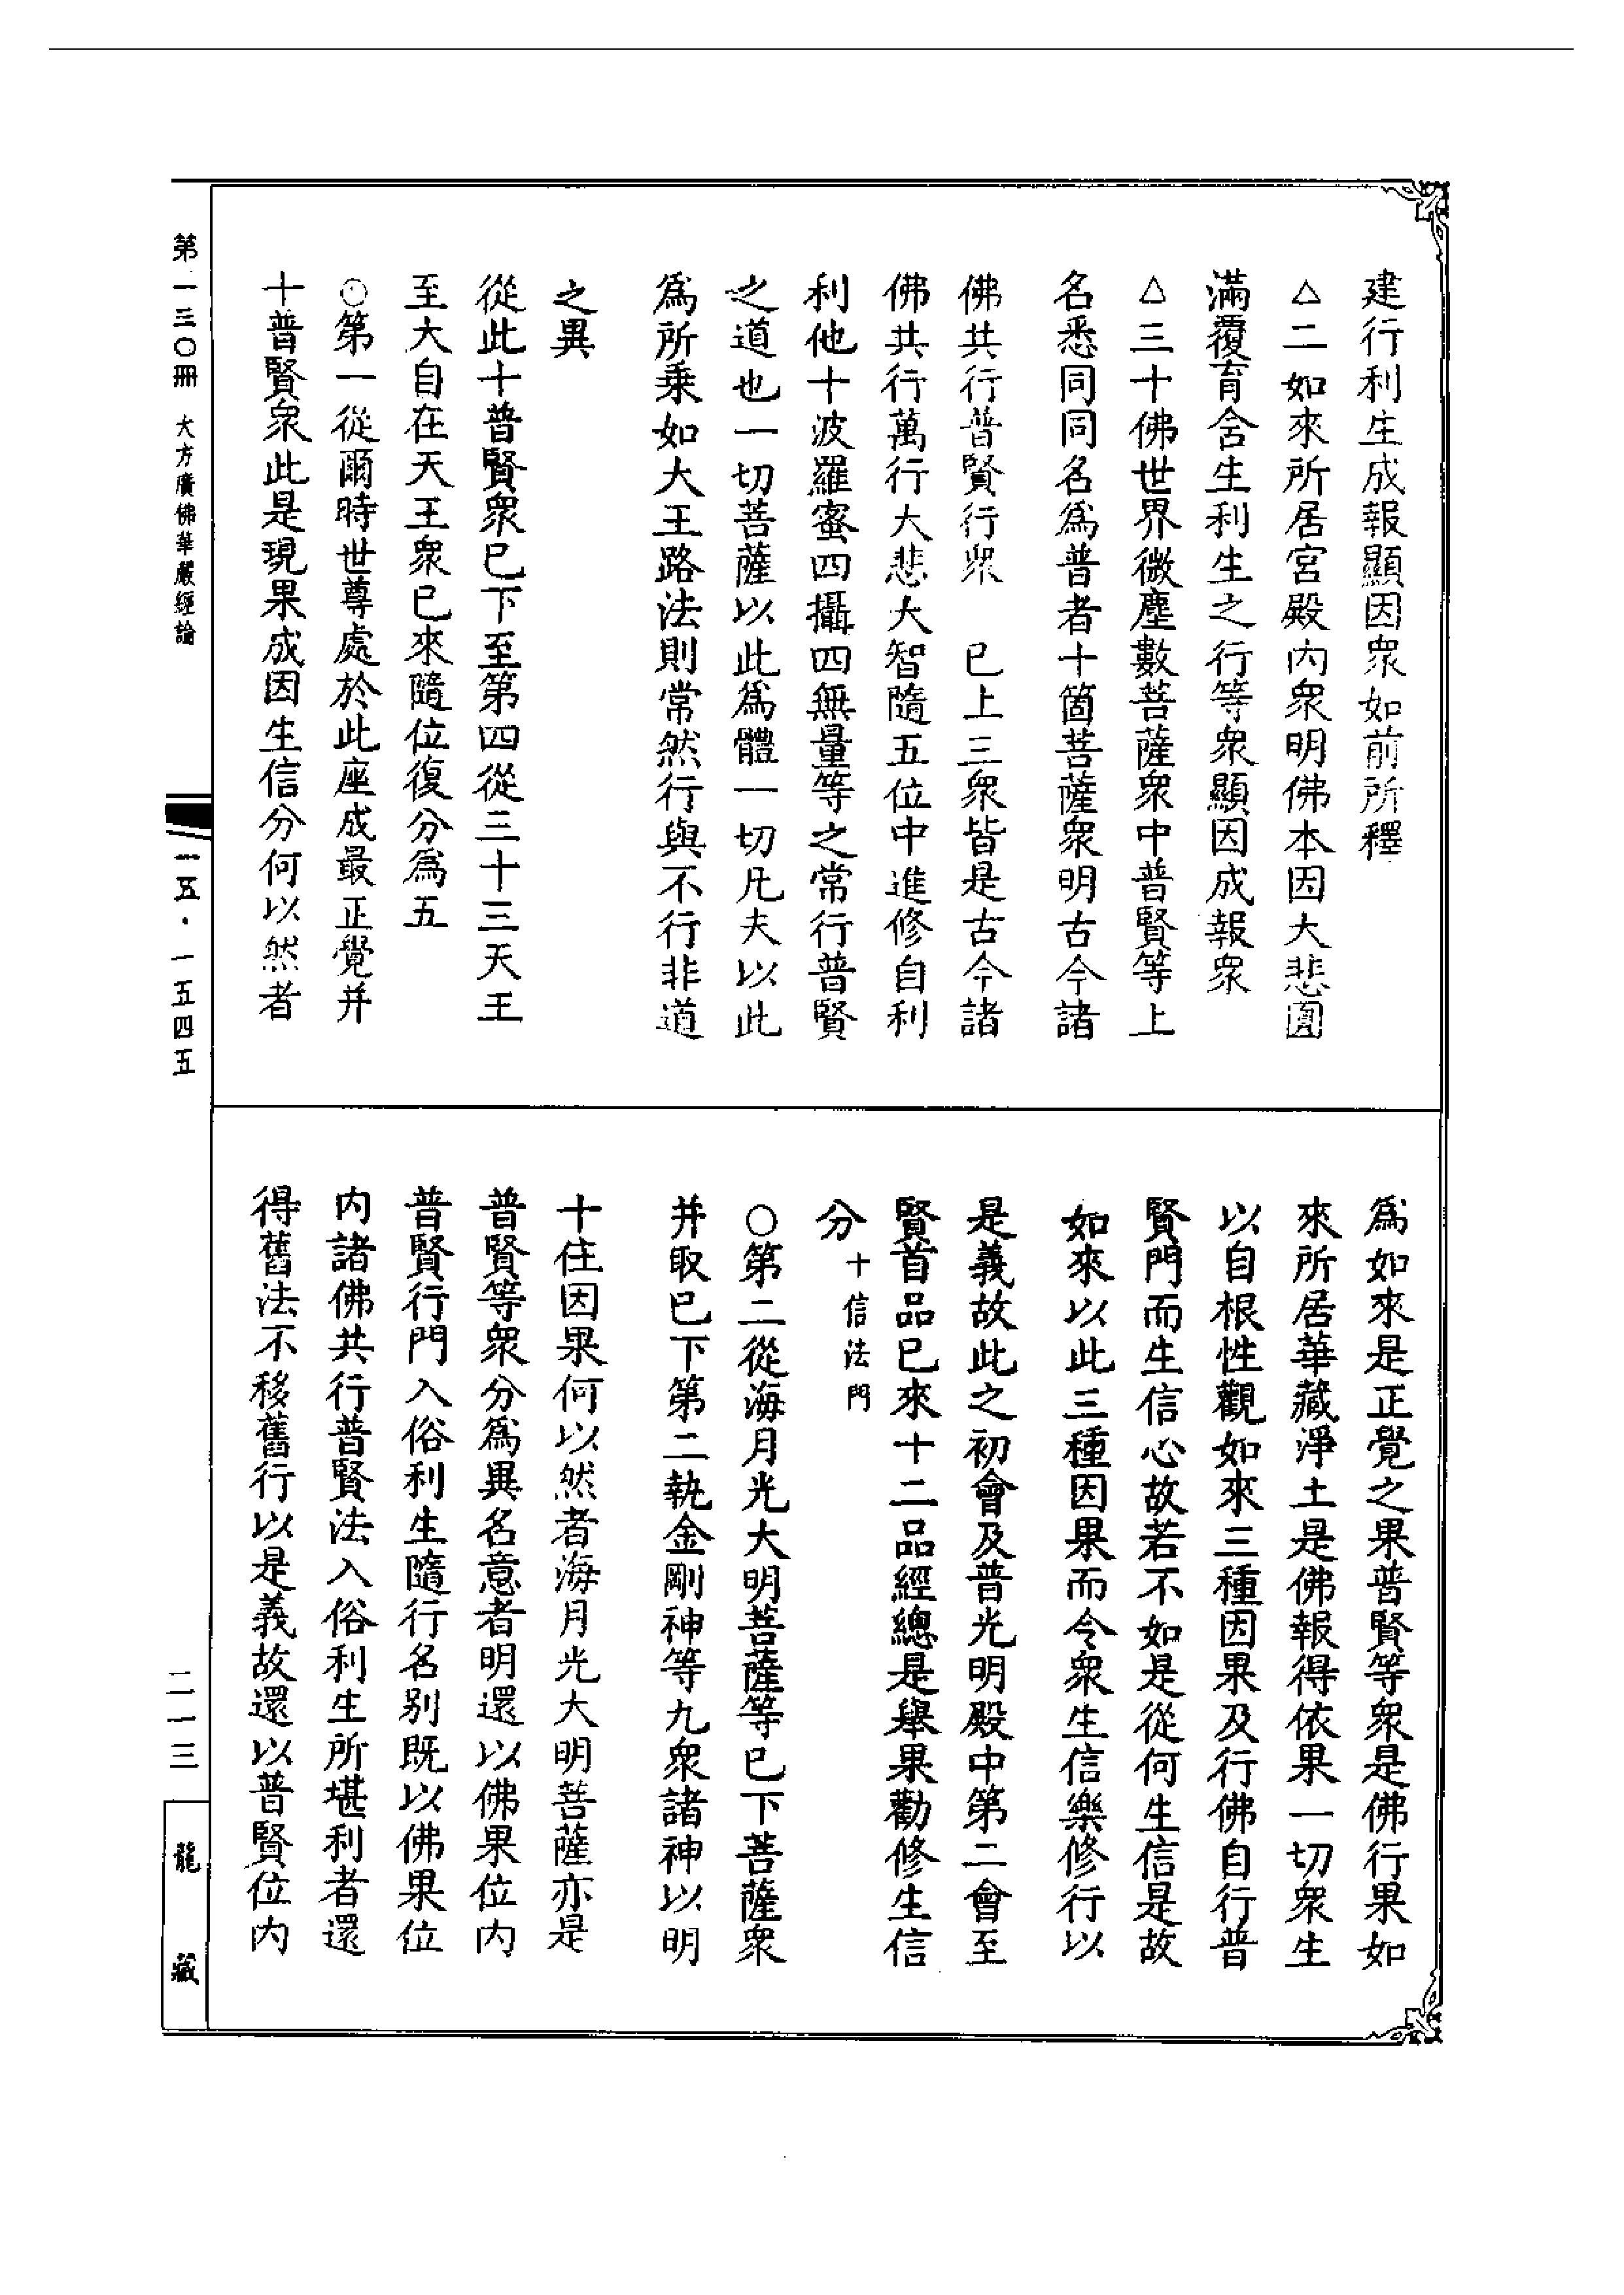 建行利生成報顯因衆如前所釋
△二如來所居宮殿內衆明佛本因大悲圓
滿覆育含生利生之行等衆顯因成報衆
△三十佛世界微塵數菩薩衆中普賢等上
名悉同同名爲普者十箇菩薩衆明古今諸
佛共行普賢行衆　已上三衆皆是古今諸
佛共行萬行大悲大智隨五位中進修自利
利他十波羅蜜四攝四無量等之常行普賢
之道也一切菩薩以此爲體一切凡夫以此
爲所乘如大王路法則常然行與不行非道
之異
從此十普賢衆已下至第四從三十三天王
至大自在天王衆已來隨位復分爲五
○第一從爾時世尊處於此座成最正覺并
十普賢衆此是現果成因生信分何以然者
爲如來是正覺之果普賢等衆是佛行果如
來所居華藏淨土是佛報得依果一切衆生
以自根性觀如來三種因果及行佛自行普
賢門而生信心故若不如是從何生信是故
如來以此三種因果而令衆生信樂修行以
是義故此之初會及普光明殿中第二會至
賢首品已來十二品經總是舉果勸修生信
分十信法門
○第二從海月光大明菩薩等已下菩薩衆
并取已下第二執金剛神等九衆諸神以明
十住因果何以然者海月光大明菩薩亦是
普賢等衆分爲異名意者明還以佛果位內
普賢行門入俗利生隨行名別既以佛果位
內諸佛共行普賢法入俗利生所堪利者還
得舊法不移舊行以是義故還以普賢位內
第一三〇冊　大方廣佛華嚴經論
一五·一五四五
二一三
龍藏